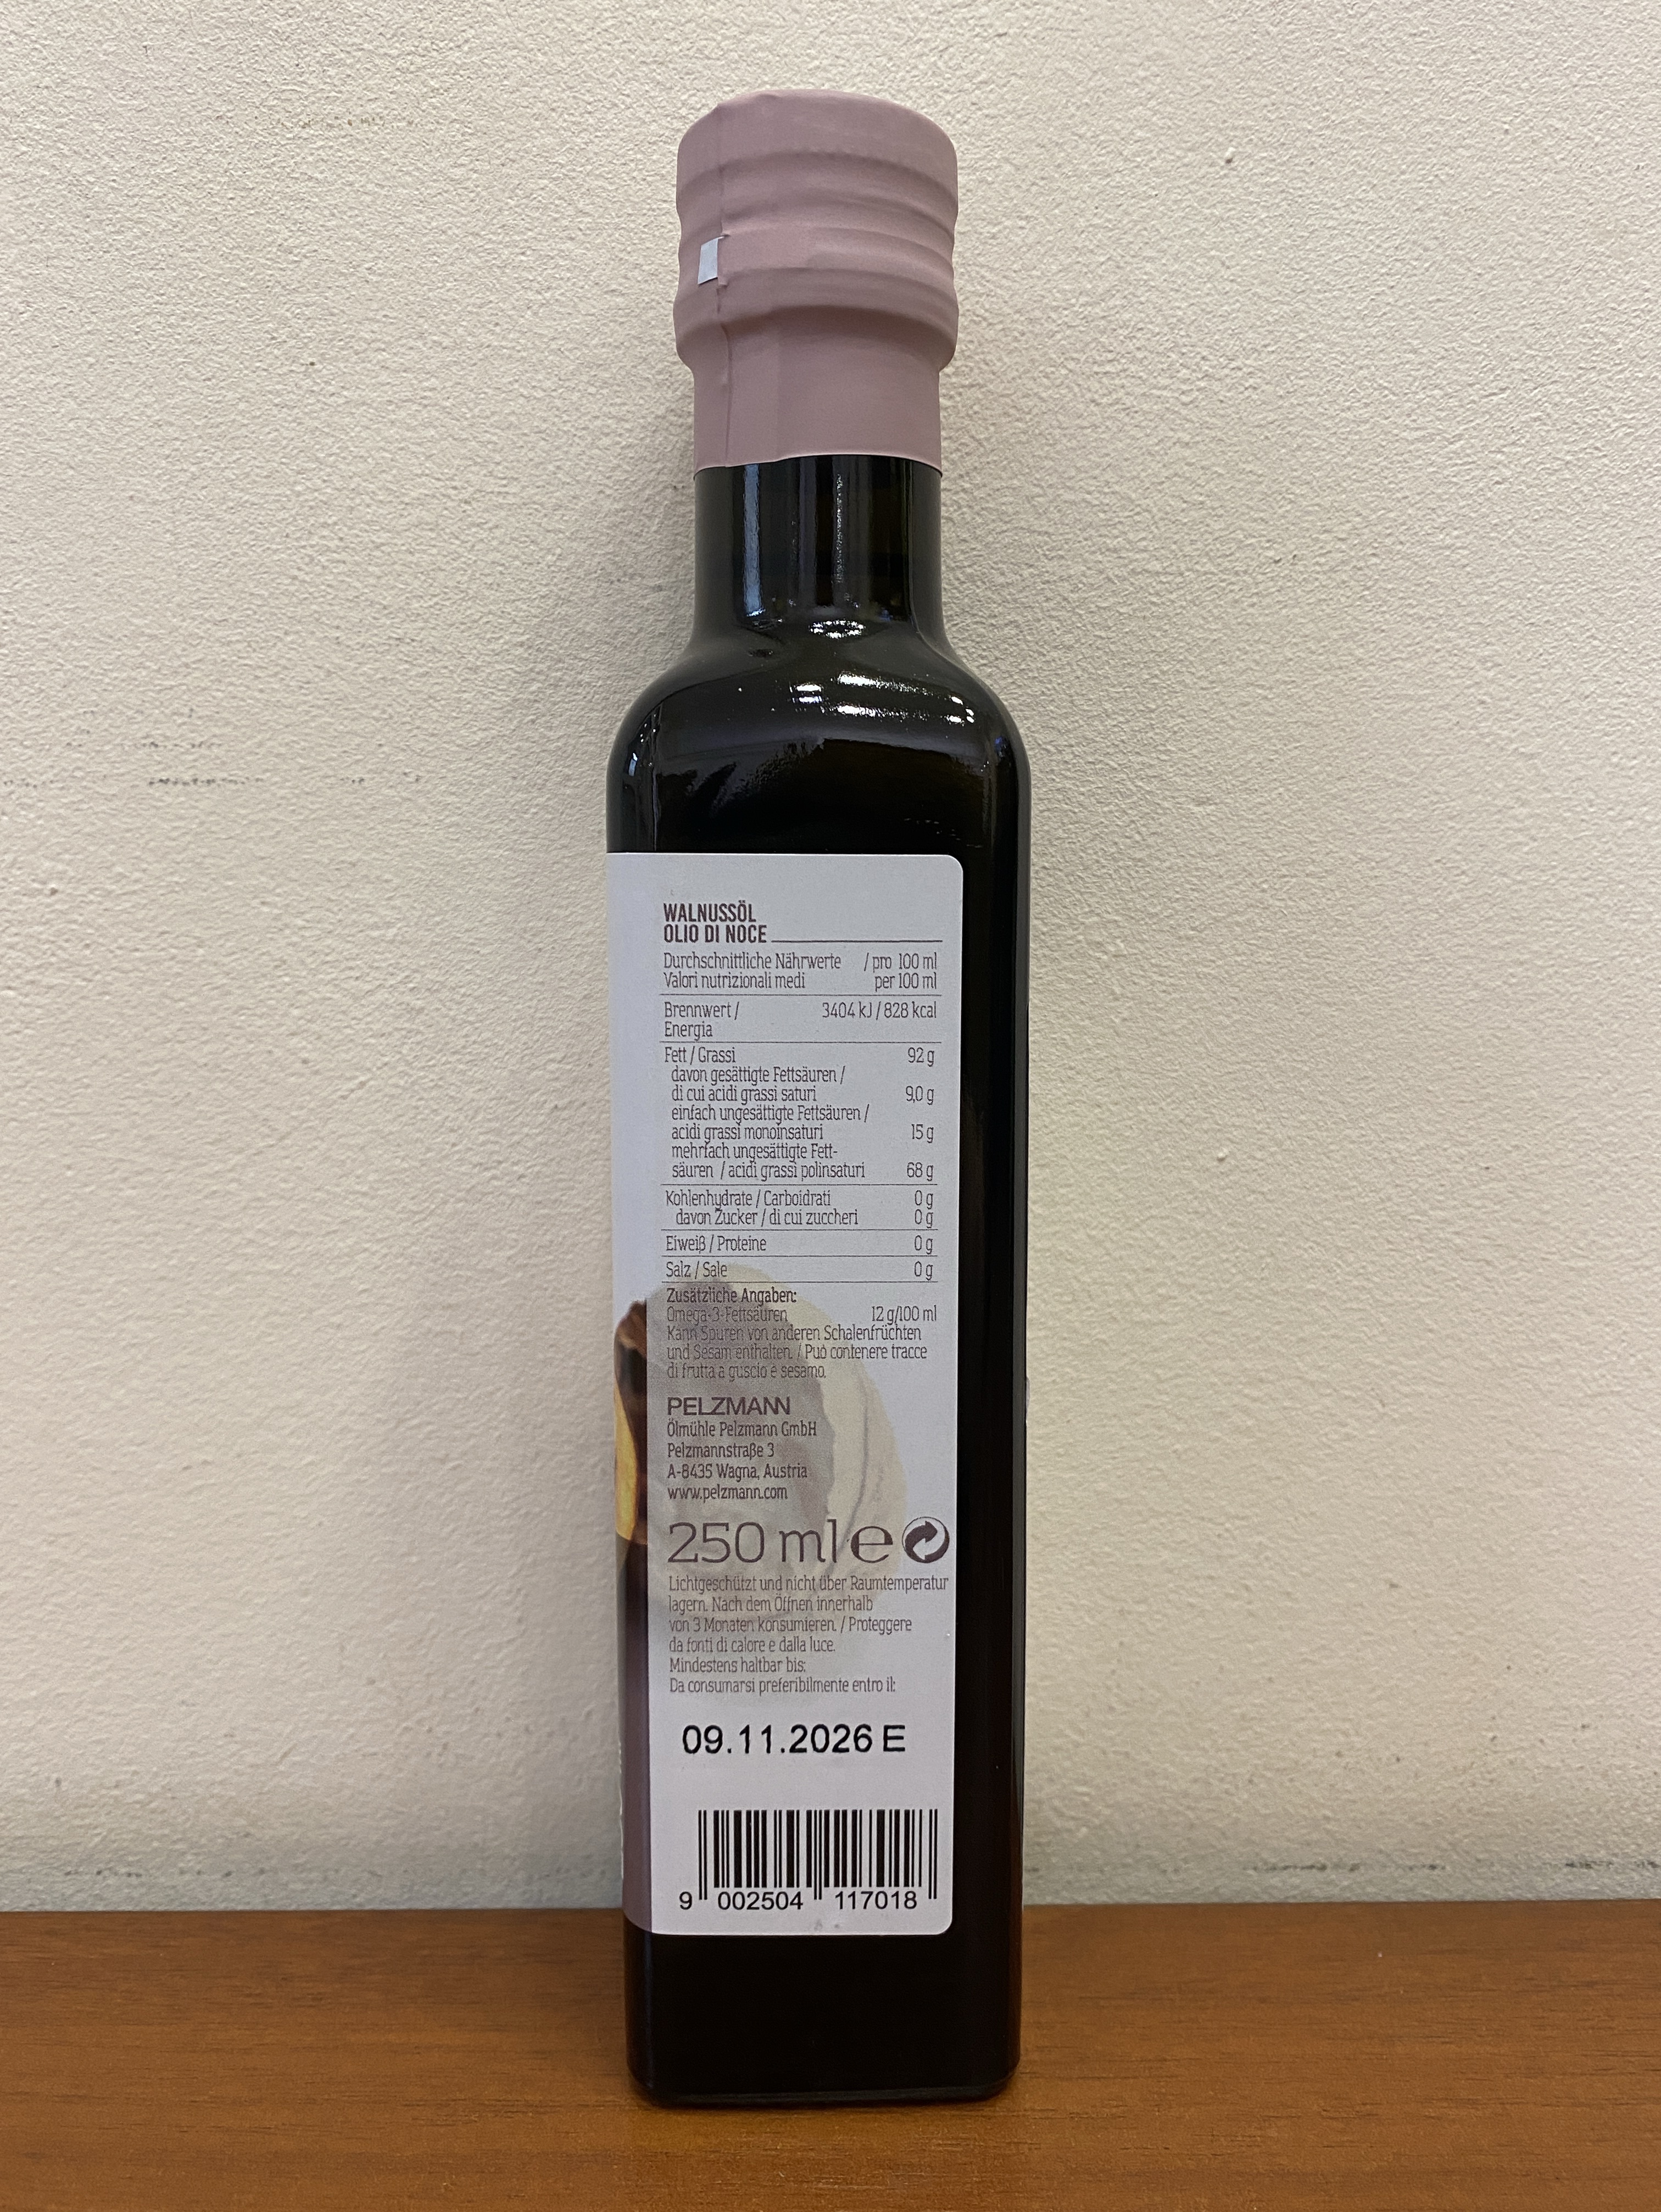 WALNUSSÖL
OLIO DI NOCE
Durchschnittliche Nährwerte / pro 100 ml
Valori nutrizionali medi per 100 ml
Brennwert / 3404 kJ / 828 kcal
Energia
Fett / Grassi 92 g
davon gesättigte Fettsäuren /
di cui acidi grassi saturi 9,0 g
einfach ungesättigte Fettsäuren /
acidi grassi monoinsaturi 15 g
mehrfach ungesättigte Fett-
säuren / acidi grassi polinsaturi 68 g
Kohlenhydrate / Carboidrati 0 g
davon Zucker / di cui zuccheri 0 g
Eiweiß / Proteine 0 g
Salz / Sale 0 g
Zusätzliche Angaben:
Omega-3-Fettsäuren 12 g/100 ml
Kann Spuren von anderen Schalenfrüchten
und Sesam enthalten. / Può contenere tracce
di frutta a guscio e sesamo.
PELZMANN
Ölmühle Pelzmann GmbH
Pelzmannstraße 3
A-8435 Wagna, Austria
www.pelzmann.com
250 ml e
Lichtgeschützt und nicht über Raumtemperatur
lagern. Nach dem Öffnen innerhalb
von 3 Monaten konsumieren. / Proteggere
da fonti di calore e dalla luce.
Mindestens haltbar bis:
Da consumarsi preferibilmente entro il:
09.11.2026 E
9 002504 117018